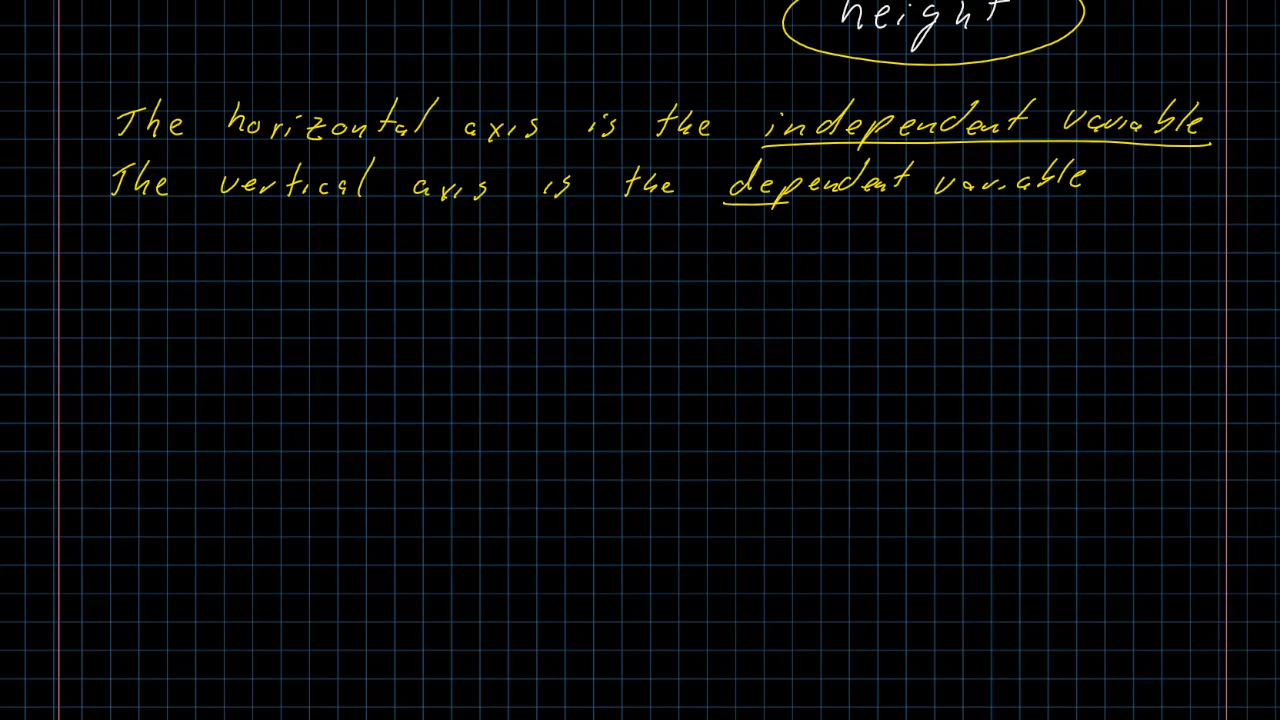 height
The horizontal axis is the independent variable
The vertical axis is the dependent variable